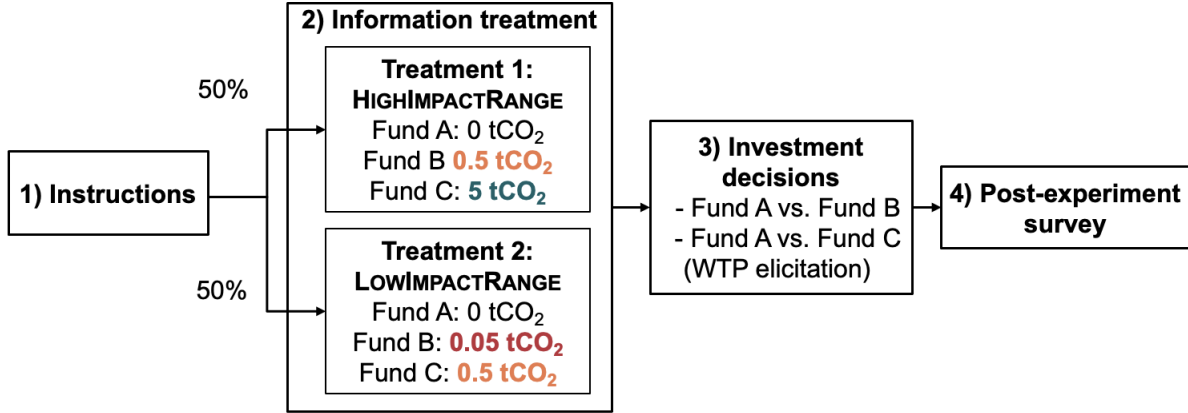 1) Instructions
50%
50%
2) Information treatment
Treatment 1:
HIGHIMPACTRANGE
Fund A: 0 tCO₂
Fund B 0.5 tCO₂
Fund C: 5 tCO₂
Treatment 2:
LOWIMPACTRANGE
Fund A: 0 tCO₂
Fund B: 0.05 tCO₂
Fund C: 0.5 tCO₂
3) Investment
decisions
- Fund A vs. Fund B
- Fund A vs. Fund C
(WTP elicitation)
4) Post-experiment
survey